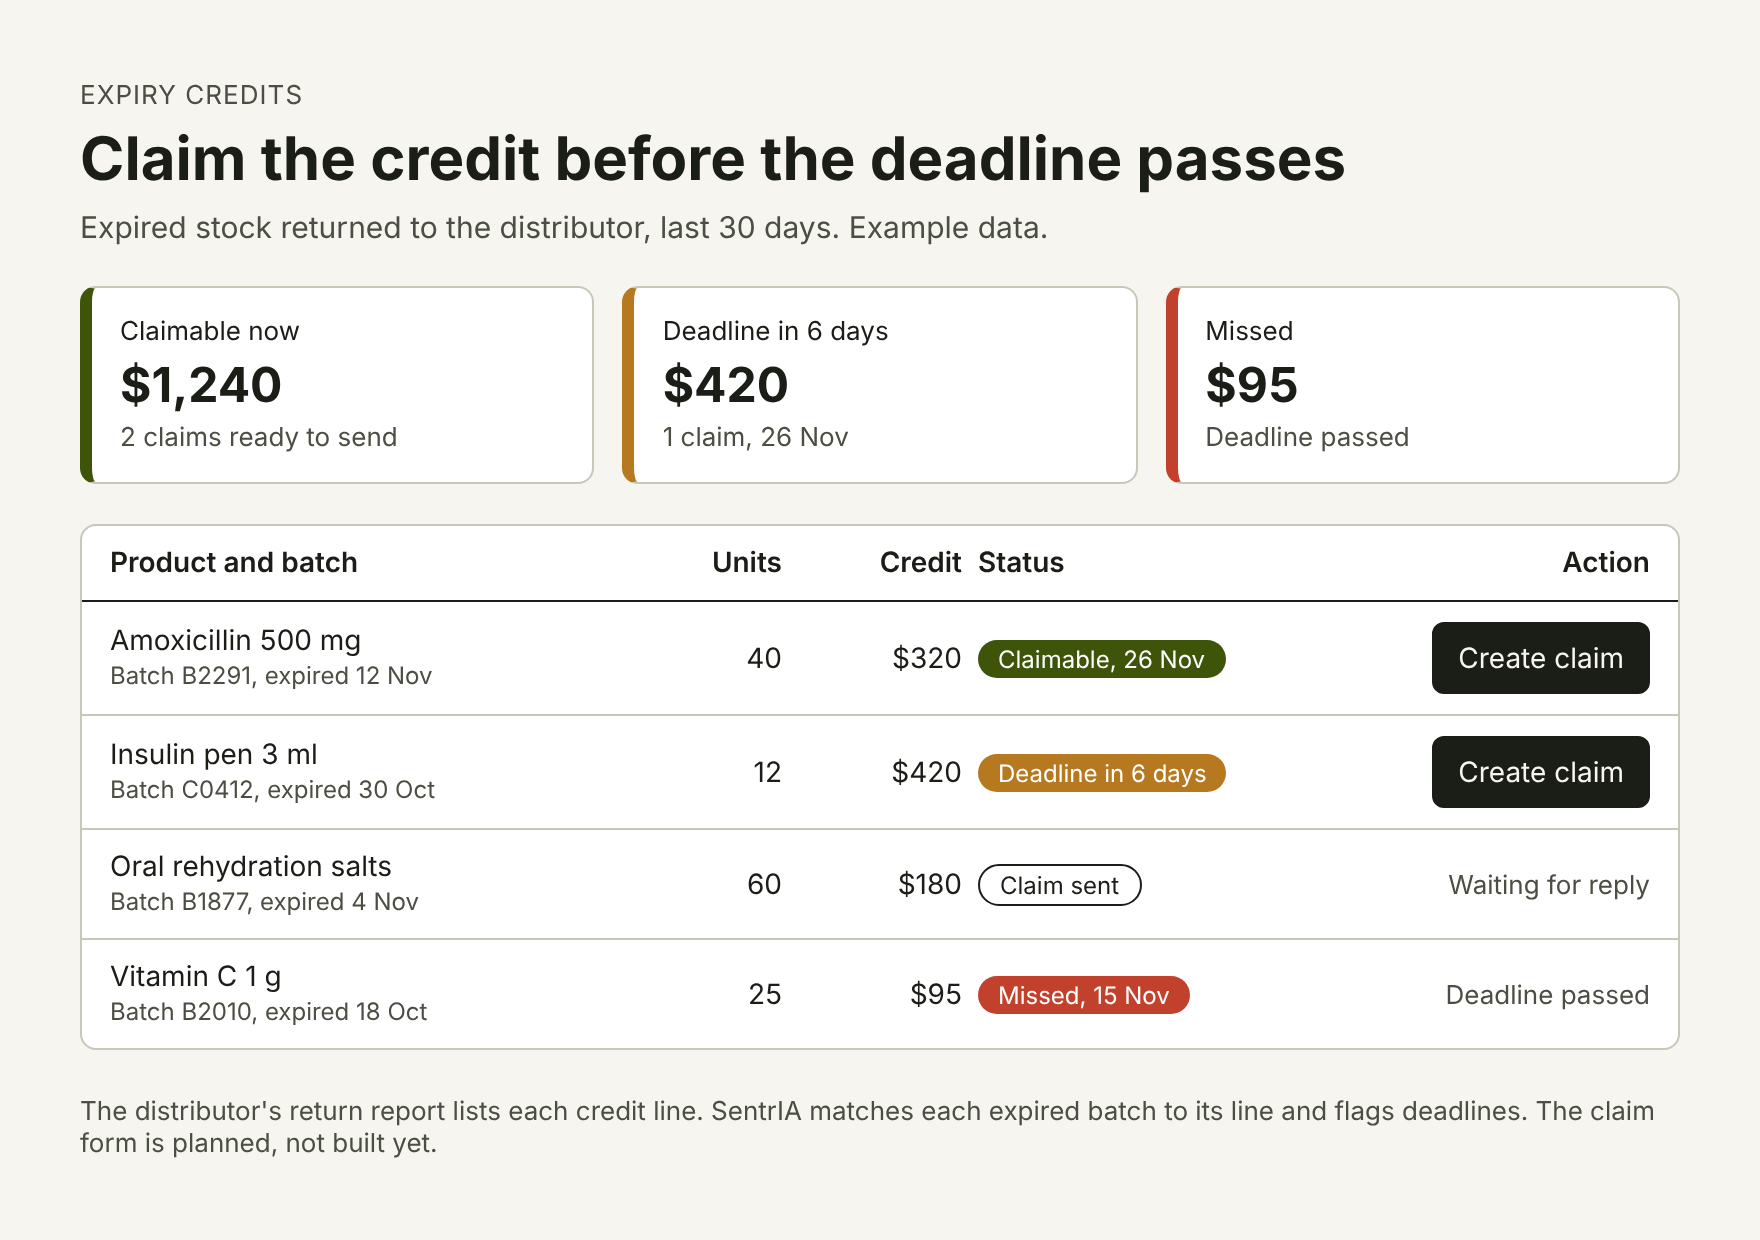 EXPIRY CREDITS
Claim the credit before the deadline passes
Expired stock returned to the distributor, last 30 days. Example data.
Claimable now
$1,240
2 claims ready to send
Deadline in 6 days
$420
1 claim, 26 Nov
Missed
$95
Deadline passed
Product and batch Units Credit Status Action
Amoxicillin 500 mg
Batch B2291, expired 12 Nov
40 $320 Claimable, 26 Nov Create claim
Insulin pen 3 ml
Batch C0412, expired 30 Oct
12 $420 Deadline in 6 days Create claim
Oral rehydration salts
Batch B1877, expired 4 Nov
60 $180 Claim sent Waiting for reply
Vitamin C 1 g
Batch B2010, expired 18 Oct
25 $95 Missed, 15 Nov Deadline passed
The distributor's return report lists each credit line. SentrIA matches each expired batch to its line and flags deadlines. The claim
form is planned, not built yet.